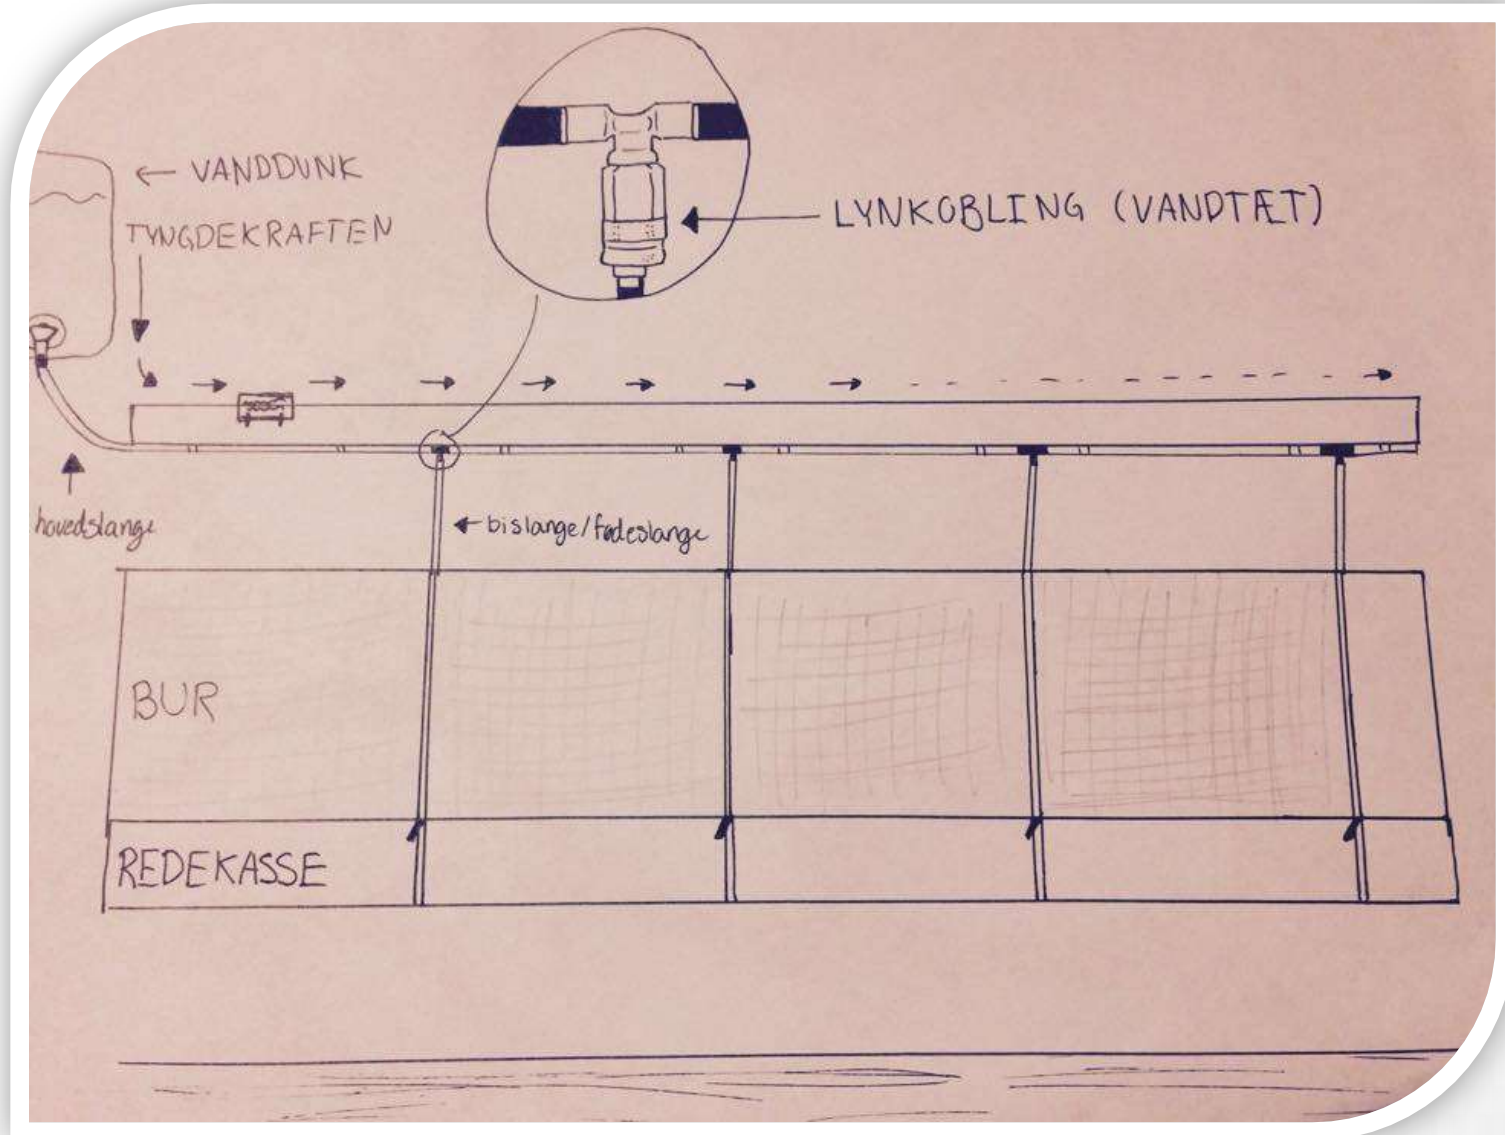 ← VANDDUNK
TYNGDEKRAFTEN
LYNKOBLING (VANDTÆT)
hovedslange
← bislange/fødeslange
BUR
REDEKASSE